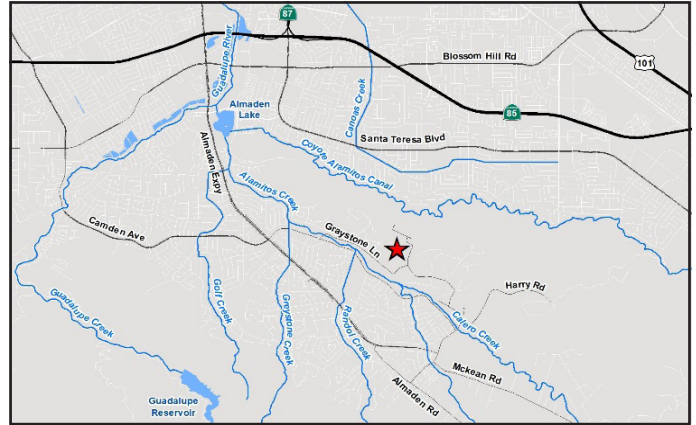 87
Guadalupe River
Blossom Hill Rd
101
Almaden
Lake
Canoas Creek
85
Santa Teresa Blvd
Almaden Expy
Coyote Alamitos Canal
Alamitos Creek
Camden Ave
Graystone Ln
Harry Rd
Guadalupe Creek
Golf Creek
Greystone Creek
Randol Creek
Calero Creek
Mckean Rd
Almaden Rd
Guadalupe
Reservoir